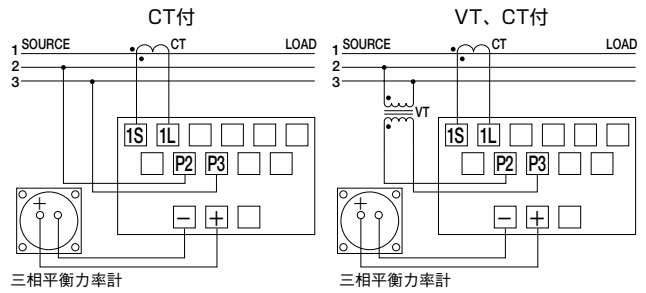 CT付
1 SOURCE CT LOAD
2
3
1S 1L
P2 P3
+
− +
三相平衡力率計
VT、CT付
1 SOURCE CT LOAD
2
3
VT
1S 1L
P2 P3
+
− +
三相平衡力率計